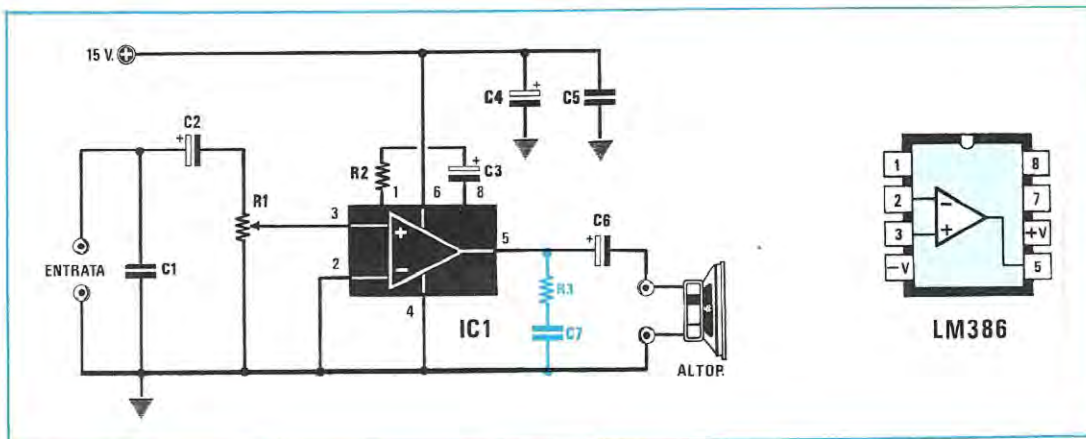 15 V.
C4
C5
C2
R2
C3
1
6
8
R1
3
5
C6
2
ENTRATA
C1
R3
4
IC1
C7
ALTOP.
1
8
2
7
3
+V
-V
5
LM386